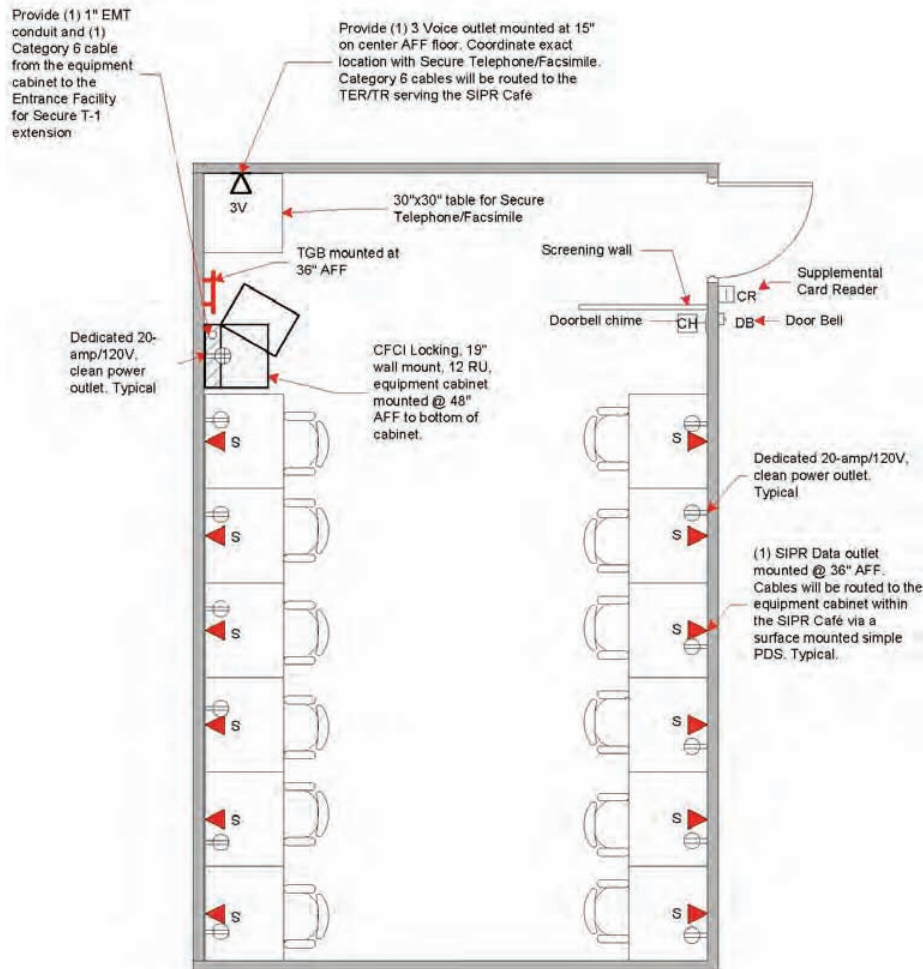 Provide (1) 1" EMT
conduit and (1)
Category 6 cable
from the equipment
cabinet to the
Entrance Facility
for Secure T-1
extension
Provide (1) 3 Voice outlet mounted at 15"
on center AFF floor. Coordinate exact
location with Secure Telephone/Facsimile.
Category 6 cables will be routed to the
TER/TR serving the SIPR Café
3V
30"x30" table for Secure
Telephone/Facsimile
TGB mounted at
36" AFF
Screening wall
Supplemental
Card Reader
CR
Doorbell chime
CH
DB
Door Bell
Dedicated 20-
amp/120V,
clean power
outlet. Typical
CFCI Locking, 19"
wall mount, 12 RU,
equipment cabinet
mounted @ 48"
AFF to bottom of
cabinet.
S
S
Dedicated 20-amp/120V,
clean power outlet.
Typical
S
S
(1) SIPR Data outlet
mounted @ 36" AFF.
Cables will be routed to the
equipment cabinet within
the SIPR Café via a
surface mounted simple
PDS. Typical.
S
S
S
S
S
S
S
S